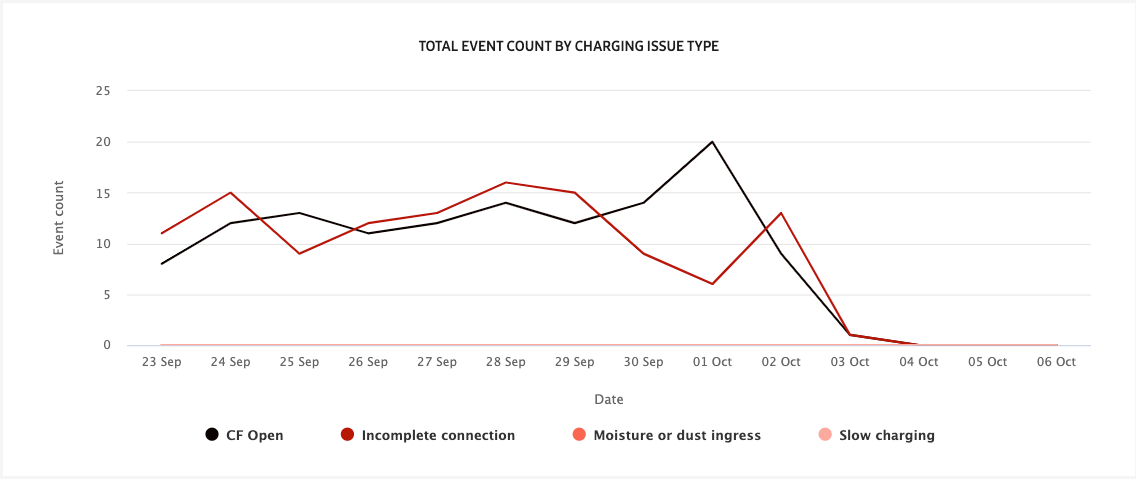 TOTAL EVENT COUNT BY CHARGING ISSUE TYPE
25
20
15
10
5
0
Event count
23 Sep 24 Sep 25 Sep 26 Sep 27 Sep 28 Sep 29 Sep 30 Sep 01 Oct 02 Oct 03 Oct 04 Oct 05 Oct 06 Oct
Date
CF Open Incomplete connection Moisture or dust ingress Slow charging